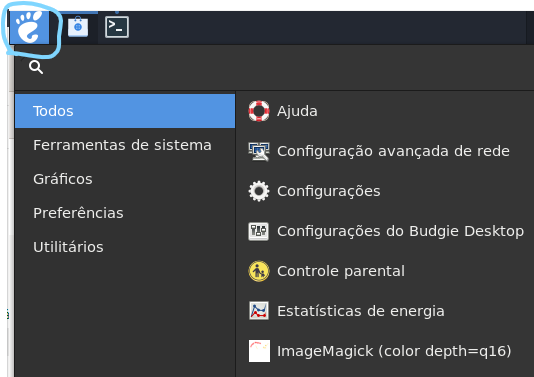 Todos
Ferramentas de sistema
Gráficos
Preferências
Utilitários
Ajuda
Configuração avançada de rede
Configurações
Configurações do Budgie Desktop
Controle parental
Estatísticas de energia
ImageMagick (color depth=q16)